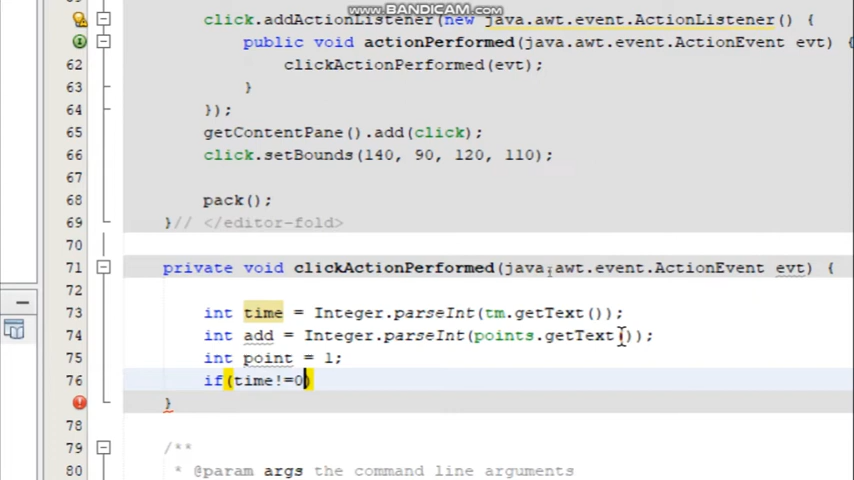 WWW.BANDICAM.COM
click.addActionListener(new java.awt.event.ActionListener() {
public void actionPerformed(java.awt.event.ActionEvent evt) {
62 clickActionPerformed(evt);
63 }
64 });
65 getContentPane().add(click);
66 click.setBounds(140, 90, 120, 110);
67
68 pack();
69 }// </editor-fold>
70
71 private void clickActionPerformed(java.awt.event.ActionEvent evt) {
72
73 int time = Integer.parseInt(tm.getText());
74 int add = Integer.parseInt(points.getText());
75 int point = 1;
76 if(time!=0)
}
78
79 /**
80 * @param args the command line arguments